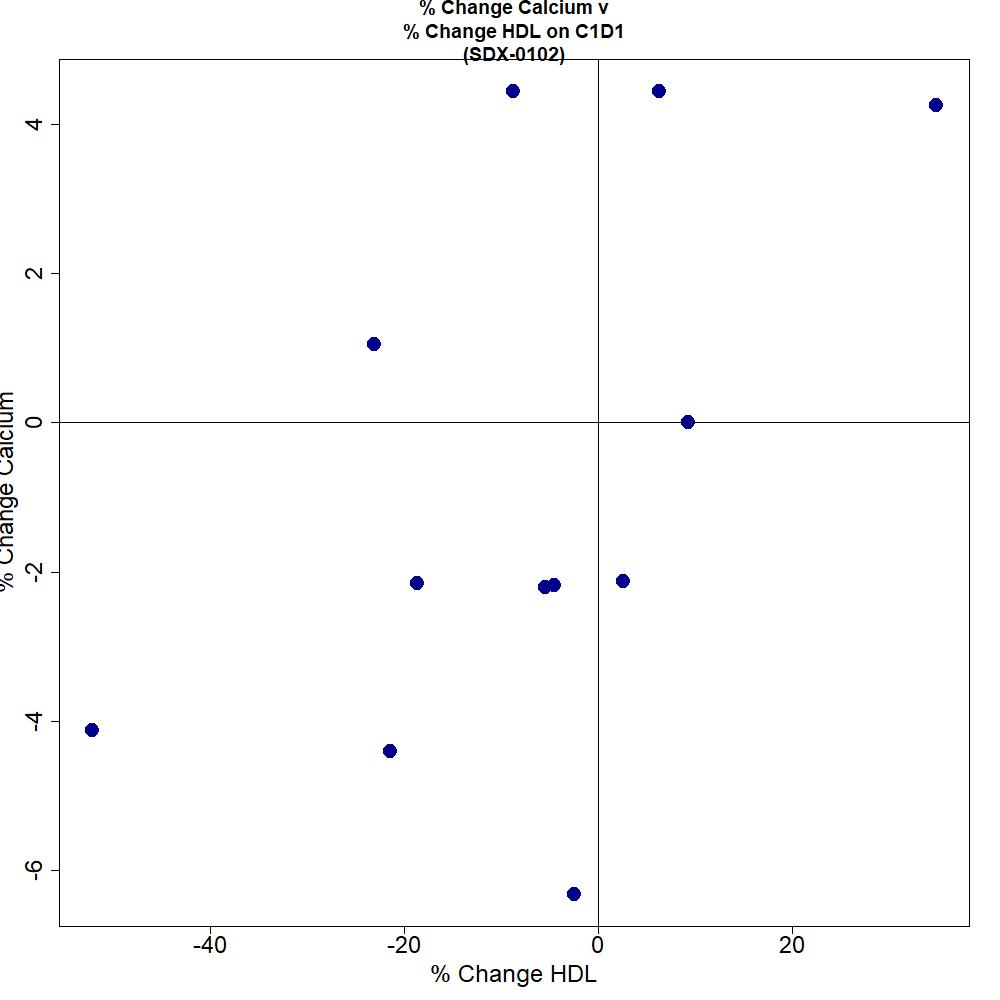 % Change Calcium v
% Change HDL on C1D1
(SDX-0102)
% Change Calcium
4
2
0
-2
-4
-6
-40
-20
0
20
% Change HDL